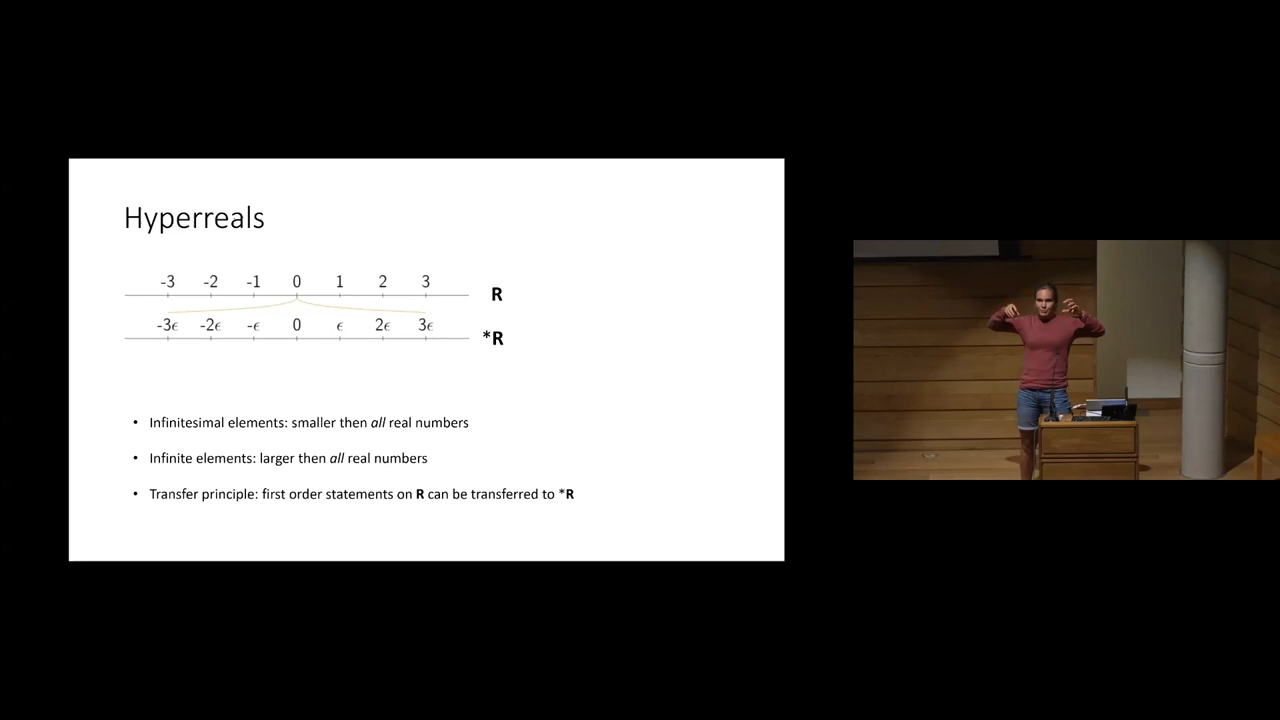 Hyperreals
-3 -2 -1 0 1 2 3 R
-3ϵ -2ϵ -ϵ 0 ϵ 2ϵ 3ϵ *R
• Infinitesimal elements: smaller then all real numbers
• Infinite elements: larger then all real numbers
• Transfer principle: first order statements on R can be transferred to *R